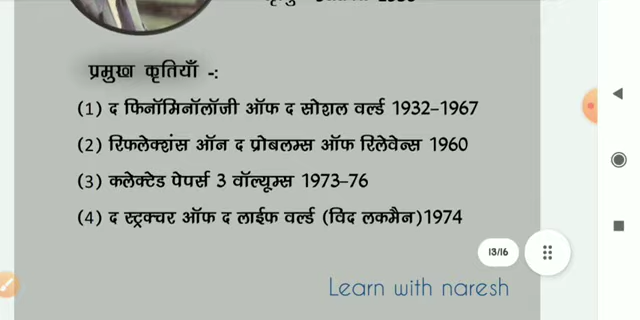 प्रमुख कृतियाँ -:
(1) द फिनॉमिनॉलॉजी ऑफ द सोशल वर्ल्ड 1932-1967
(2) रिफलेक्शंस ऑन द प्रोबलम्स ऑफ रिलेवेन्स 1960
(3) कलेक्टेड पेपर्स 3 वॉल्यूम्स 1973-76
(4) द स्ट्रक्चर ऑफ द लाईफ वर्ल्ड (विद लकमैन) 1974
13/16
Learn with naresh